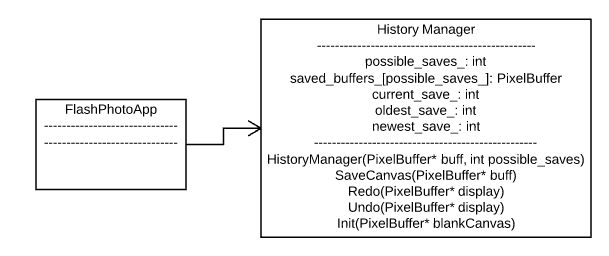 History Manager
possible_saves_: int
saved_buffers_[possible_saves_]: PixelBuffer
current_save_: int
oldest_save_: int
newest_save_: int
FlashPhotoApp
HistoryManager(PixelBuffer* buff, int possible_saves)
SaveCanvas(PixelBuffer* buff)
Redo(PixelBuffer* display)
Undo(PixelBuffer* display)
Init(PixelBuffer* blankCanvas)